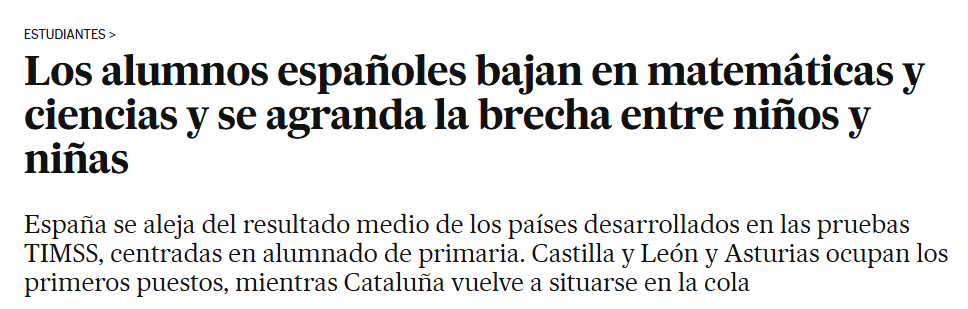 ESTUDIANTES >
Los alumnos españoles bajan en matemáticas y
ciencias y se agranda la brecha entre niños y
niñas
España se aleja del resultado medio de los países desarrollados en las pruebas
TIMSS, centradas en alumnado de primaria. Castilla y León y Asturias ocupan los
primeros puestos, mientras Cataluña vuelve a situarse en la cola